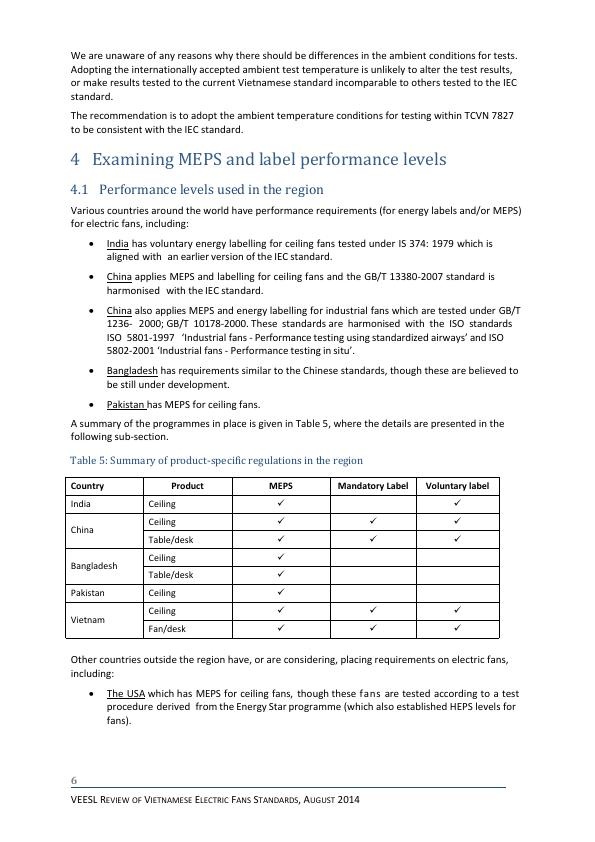 We are unaware of any reasons why there should be differences in the ambient conditions for tests.
Adopting the internationally accepted ambient test temperature is unlikely to alter the test results,
or make results tested to the current Vietnamese standard incomparable to others tested to the IEC
standard.
The recommendation is to adopt the ambient temperature conditions for testing within TCVN 7827
to be consistent with the IEC standard.
4 Examining MEPS and label performance levels
4.1 Performance levels used in the region
Various countries around the world have performance requirements (for energy labels and/or MEPS)
for electric fans, including:
• India has voluntary energy labelling for ceiling fans tested under IS 374: 1979 which is
aligned with an earlier version of the IEC standard.
• China applies MEPS and labelling for ceiling fans and the GB/T 13380-2007 standard is
harmonised with the IEC standard.
• China also applies MEPS and energy labelling for industrial fans which are tested under GB/T
1236- 2000; GB/T 10178-2000. These standards are harmonised with the ISO standards
ISO 5801-1997 ‘Industrial fans - Performance testing using standardized airways’ and ISO
5802-2001 ‘Industrial fans - Performance testing in situ’.
• Bangladesh has requirements similar to the Chinese standards, though these are believed to
be still under development.
• Pakistan has MEPS for ceiling fans.
A summary of the programmes in place is given in Table 5, where the details are presented in the
following sub-section.
Table 5: Summary of product-specific regulations in the region
Country Product MEPS Mandatory Label Voluntary label
India Ceiling ✓ ✓
China Ceiling ✓ ✓ ✓
Table/desk ✓ ✓ ✓
Bangladesh Ceiling ✓
Table/desk ✓
Pakistan Ceiling ✓
Vietnam Ceiling ✓ ✓ ✓
Fan/desk ✓ ✓ ✓
Other countries outside the region have, or are considering, placing requirements on electric fans,
including:
• The USA which has MEPS for ceiling fans, though these fans are tested according to a test
procedure derived from the Energy Star programme (which also established HEPS levels for
fans).
6
VEESL REVIEW OF VIETNAMESE ELECTRIC FANS STANDARDS, AUGUST 2014